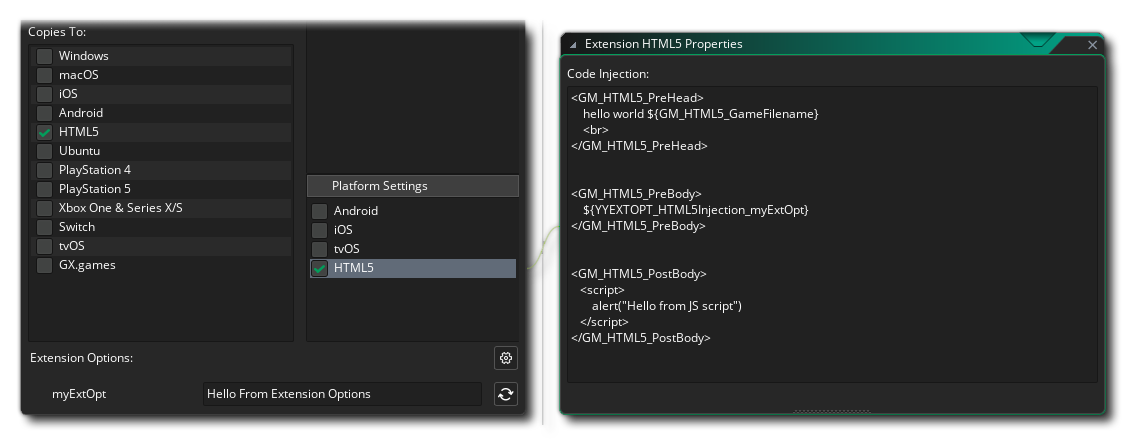 Copies To:
Windows
macOS
iOS
Android
HTML5
Ubuntu
PlayStation 4
PlayStation 5
Xbox One & Series X/S
Switch
tvOS
GX.games
Platform Settings
Android
iOS
tvOS
HTML5
Extension Options:
myExtOpt
Hello From Extension Options
Extension HTML5 Properties
Code Injection:
<GM_HTML5_PreHead>
hello world ${GM_HTML5_GameFilename}
<br>
</GM_HTML5_PreHead>
<GM_HTML5_PreBody>
${YYEXTOPT_HTML5Injection_myExtOpt}
</GM_HTML5_PreBody>
<GM_HTML5_PostBody>
<script>
alert("Hello from JS script")
</script>
</GM_HTML5_PostBody>